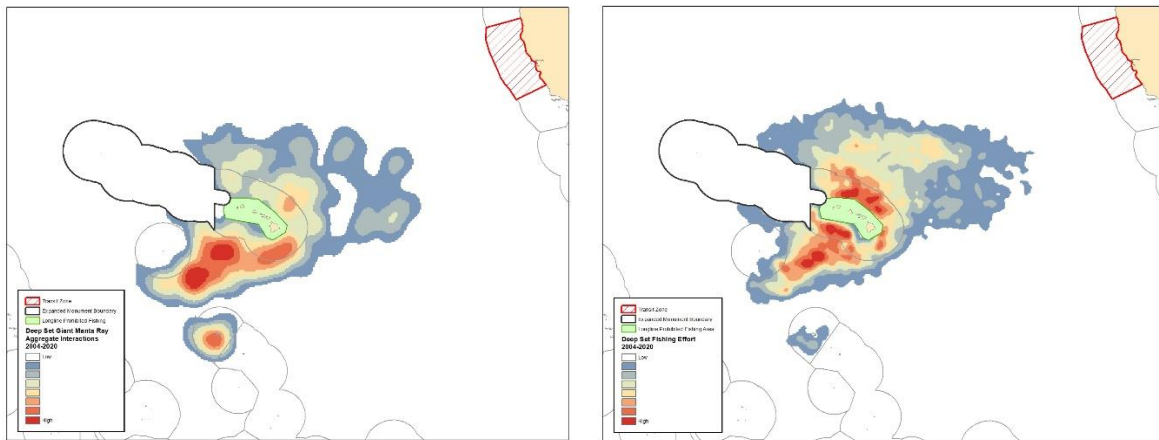 Transit Zone
Expanded Monument Boundary
Longline Prohibited Fishing
Deep Set Giant Manta Ray
Aggregate Interactions
2004-2020
Low
High
Transit Zone
Expanded Monument Boundary
Longline Prohibited Fishing Area
Deep Set Fishing Effort
2004-2020
Low
High